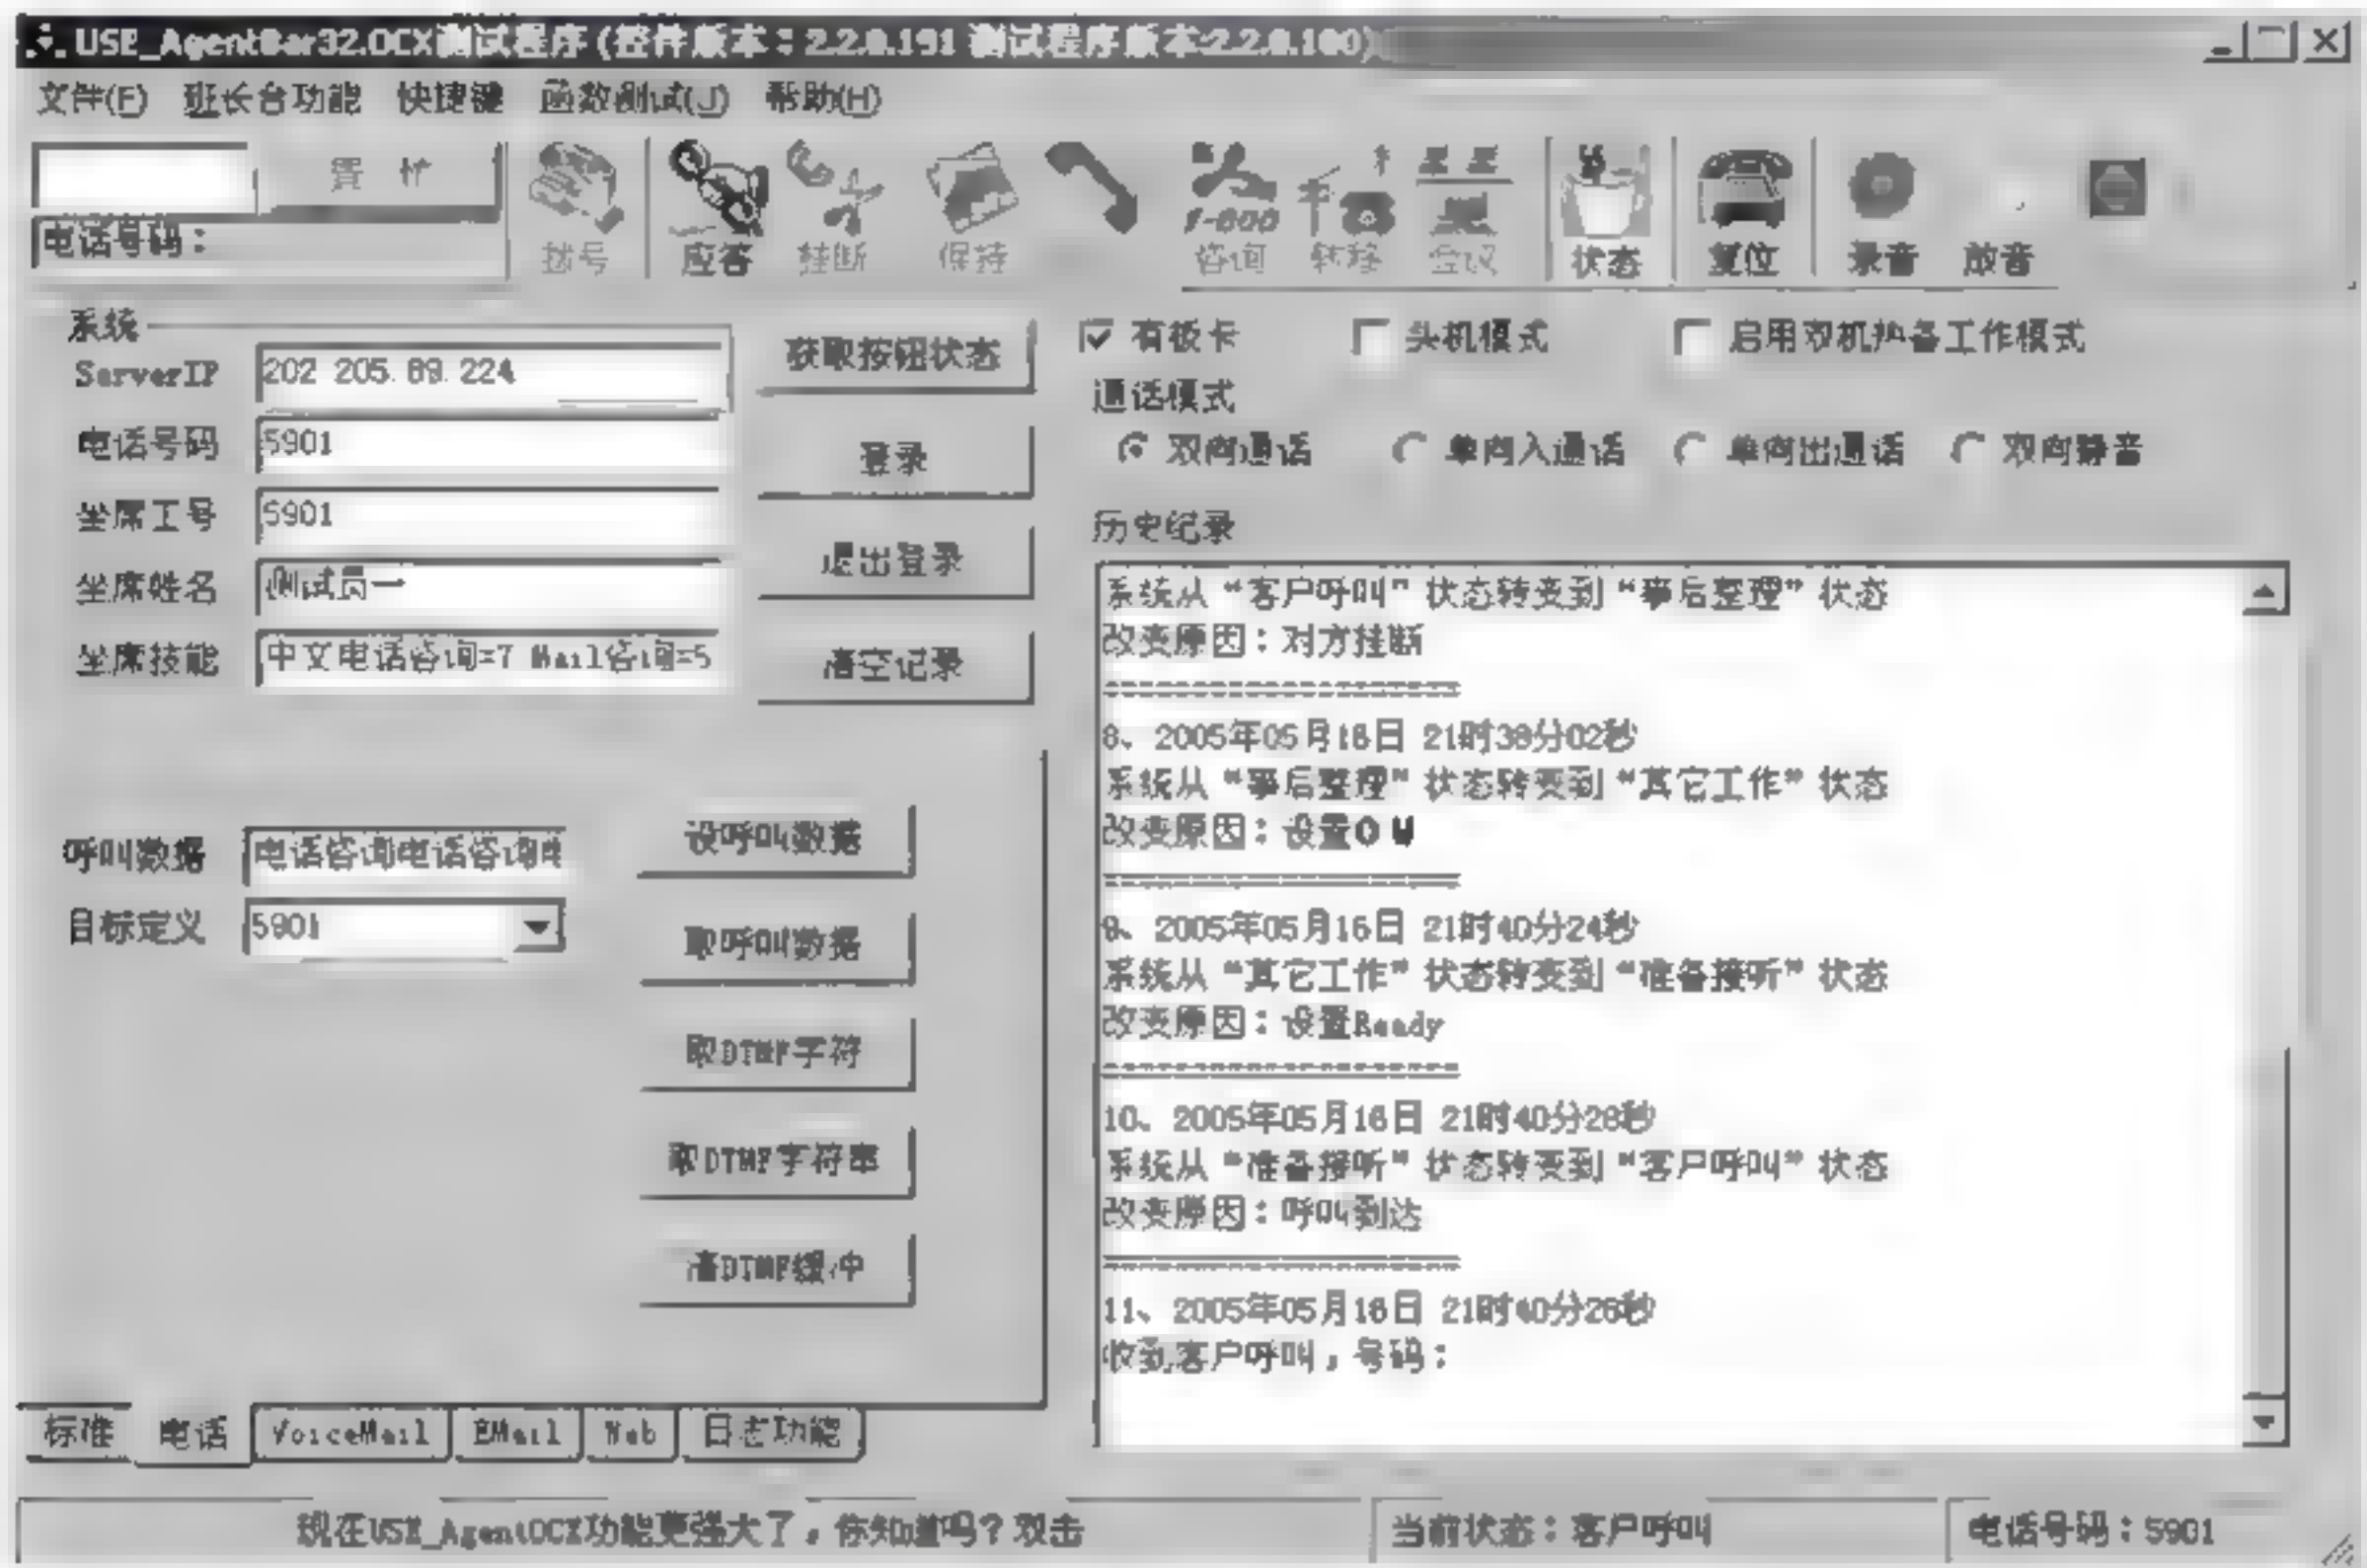 USE_AgentBar32.OCX测试程序(控件版本：2.2.0.191 测试程序版本:2.2.0.100)
文件(F) 班长台功能 快捷键 函数测试(J) 帮助(H)
置忙
电话号码：
拨号 应答 挂断 保持 咨询 转移 会议 状态 复位 录音 放音
1-800
系统
ServerIP 202.205.89.224
电话号码 5901
坐席工号 5901
坐席姓名 测试员一
坐席技能 中文电话咨询=7 Mail咨询=5
获取按钮状态
登录
退出登录
清空记录
有板卡 头机模式 启用双机热备工作模式
通话模式
双向通话 单向入通话 单向出通话 双向静音
历史纪录
系统从“客户呼叫”状态转变到“事后整理”状态
改变原因：对方挂断
====================
8、2005年05月16日 21时38分02秒
系统从“事后整理”状态转变到“其它工作”状态
改变原因：设置O W
====================
9、2005年05月16日 21时40分24秒
系统从“其它工作”状态转变到“准备接听”状态
改变原因：设置Ready
====================
10、2005年05月16日 21时40分26秒
系统从“准备接听”状态转变到“客户呼叫”状态
改变原因：呼叫到达
====================
11、2005年05月16日 21时40分26秒
收到客户呼叫，号码：
呼叫数据 电话咨询电话咨询
目标定义 5901
设呼叫数据
取呼叫数据
取DTMF字符
取DTMF字符串
清DTMF缓冲
标准 电话 VoiceMail EMail Web 日志功能
现在USE_AgentOCX功能更强大了，你知道吗？双击
当前状态：客户呼叫
电话号码：5901